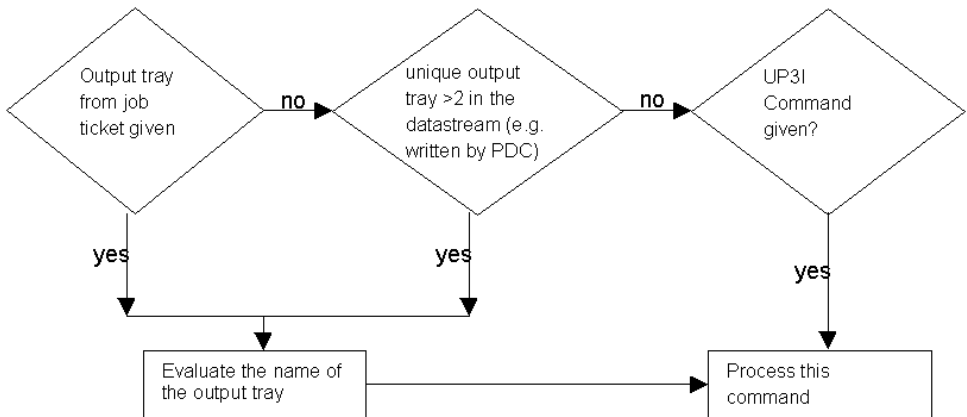 Output tray
from job
ticket given
no
unique output
tray >2 in the
datastream (e.g.
written by PDC)
no
UP3I
Command
given?
yes
yes
yes
Evaluate the name of
the output tray
Process this
command